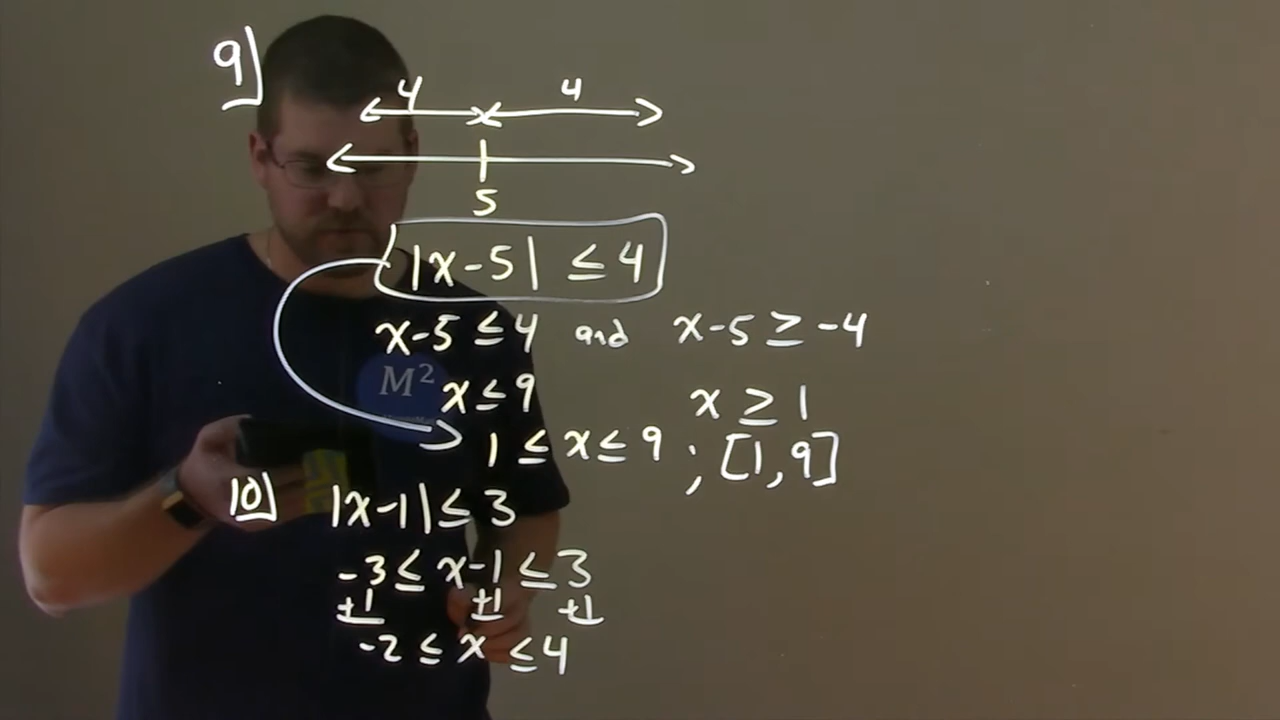 9]
4 4
5
|x-5| ≤ 4
x-5 ≤ 4 and x-5 ≥ -4
M²
x ≤ 9 x ≥ 1
1 ≤ x ≤ 9 ; [1,9]
10] |x-1| ≤ 3
-3 ≤ x-1 ≤ 3
+1 +1 +1
-2 ≤ x ≤ 4